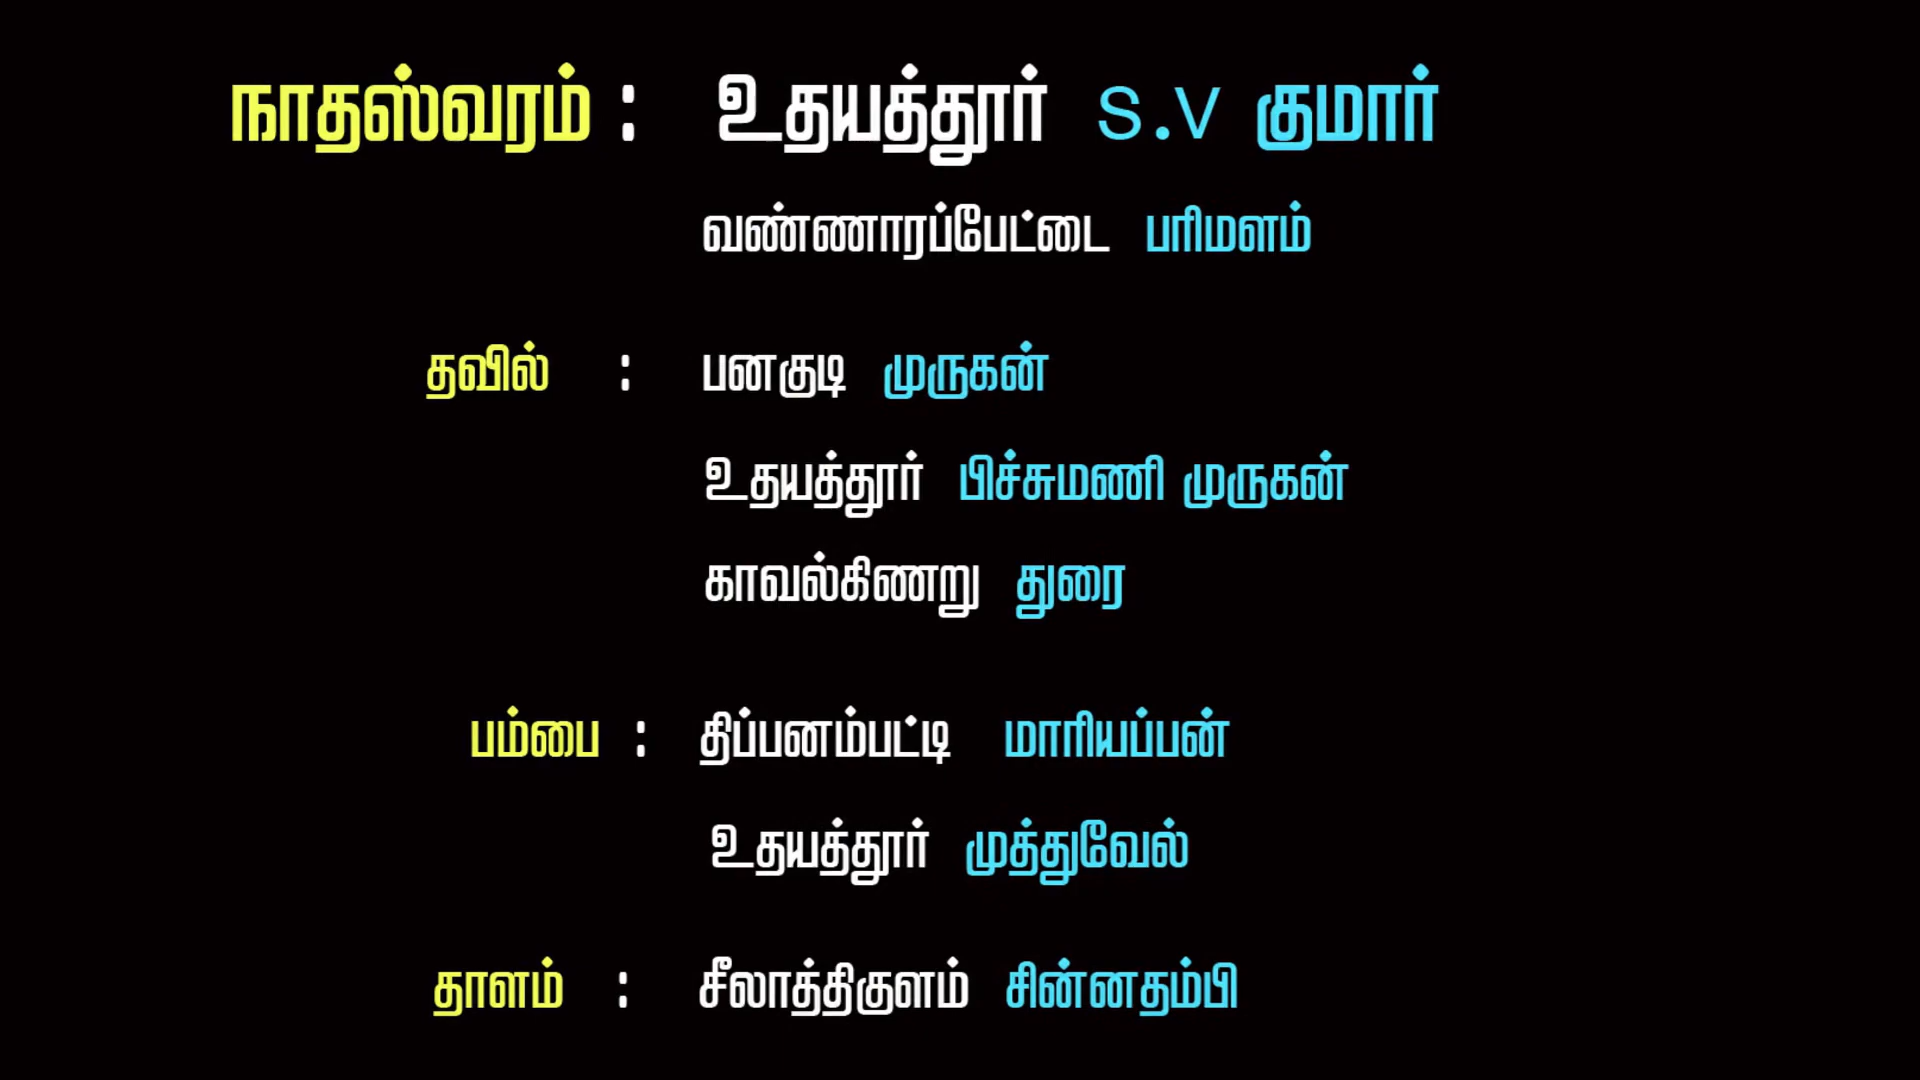 நாதஸ்வரம் : உதயத்தூர் S.V குமார்
வண்ணாரப்பேட்டை பரிமளம்
தவில் : பனகுடி முருகன்
உதயத்தூர் பிச்சுமணி முருகன்
காவல்கிணறு துரை
பம்பை : திப்பனம்பட்டி மாரியப்பன்
உதயத்தூர் முத்துவேல்
தாளம் : சீலாத்திகுளம் சின்னதம்பி